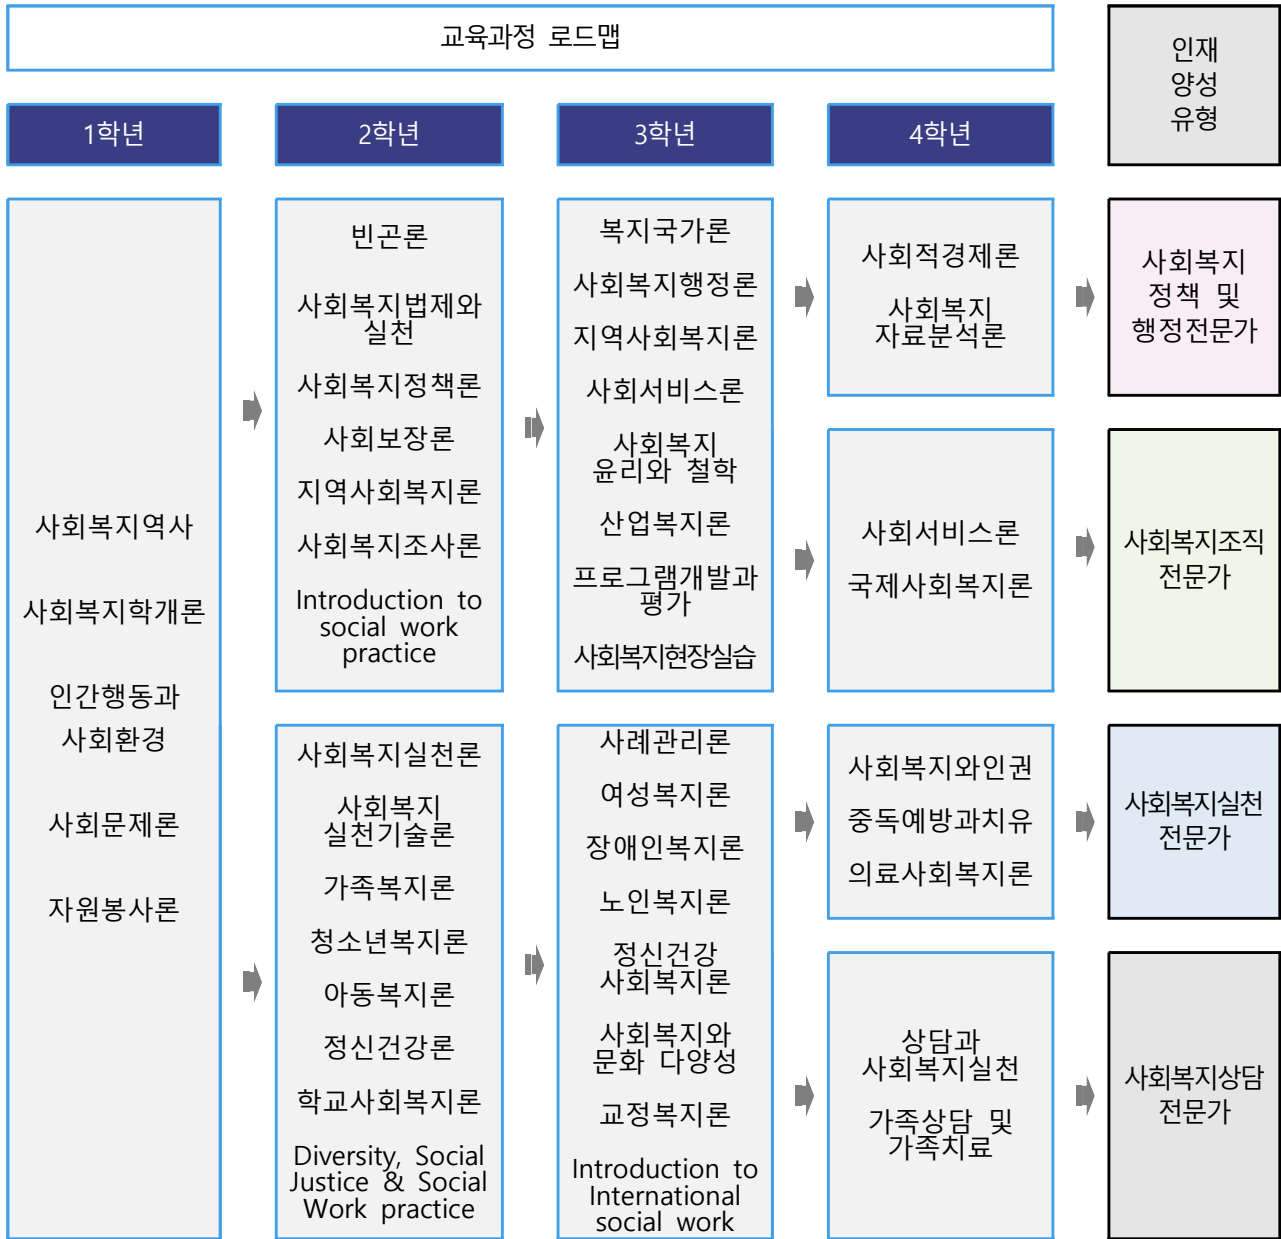 교육과정 로드맵
인재
양성
유형
1학년
2학년
3학년
4학년
사회복지역사
사회복지학개론
인간행동과
사회환경
사회문제론
자원봉사론
빈곤론
사회복지법제와
실천
사회복지정책론
사회보장론
지역사회복지론
사회복지조사론
Introduction to
social work
practice
복지국가론
사회복지행정론
지역사회복지론
사회서비스론
사회복지
윤리와 철학
산업복지론
프로그램개발과
평가
사회복지현장실습
사회적경제론
사회복지
자료분석론
사회복지
정책 및
행정전문가
사회서비스론
국제사회복지론
사회복지조직
전문가
사회복지실천론
사회복지
실천기술론
가족복지론
청소년복지론
아동복지론
정신건강론
학교사회복지론
Diversity, Social
Justice & Social
Work practice
사례관리론
여성복지론
장애인복지론
노인복지론
정신건강
사회복지론
사회복지와
문화 다양성
교정복지론
Introduction to
International
social work
사회복지와인권
중독예방과치유
의료사회복지론
사회복지실천
전문가
상담과
사회복지실천
가족상담 및
가족치료
사회복지상담
전문가